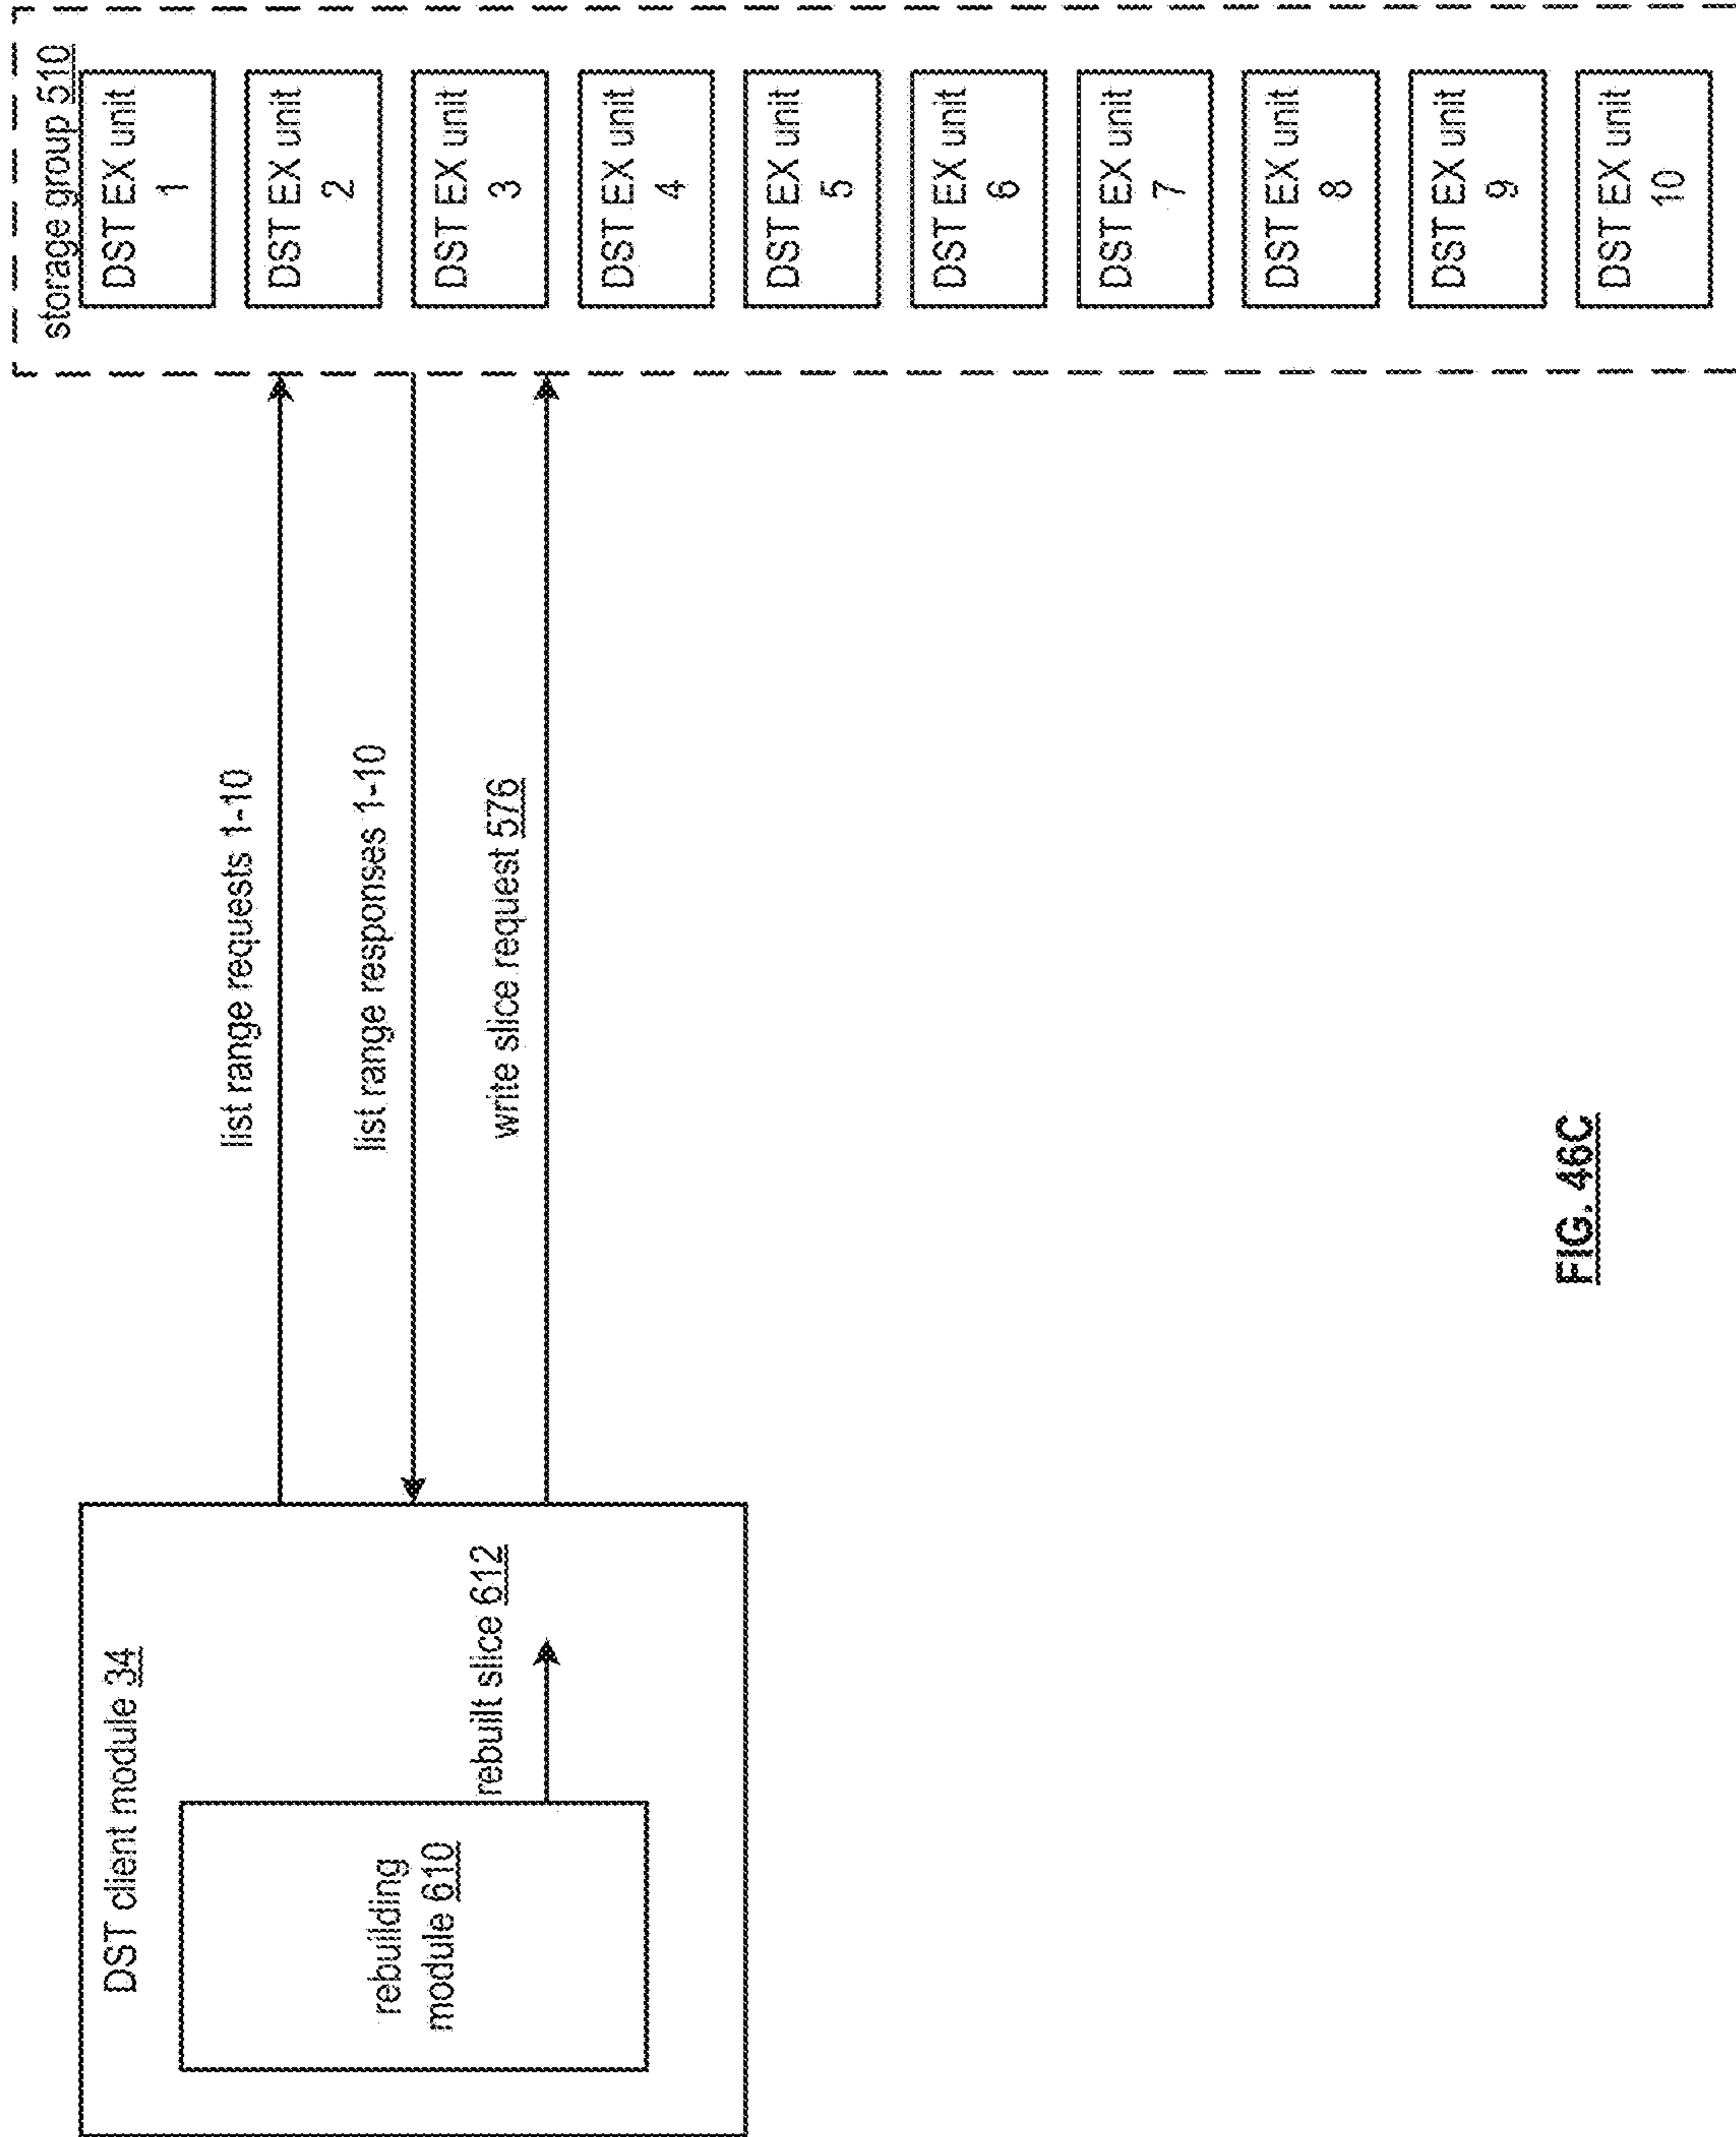 DST client module 34
rebuilding
module 610
rebuilt slice 612
list range requests 1-10
list range responses 1-10
write slice request 576
storage group 510
DST EX unit
1
DST EX unit
2
DST EX unit
3
DST EX unit
4
DST EX unit
5
DST EX unit
6
DST EX unit
7
DST EX unit
8
DST EX unit
9
DST EX unit
10
FIG. 46C